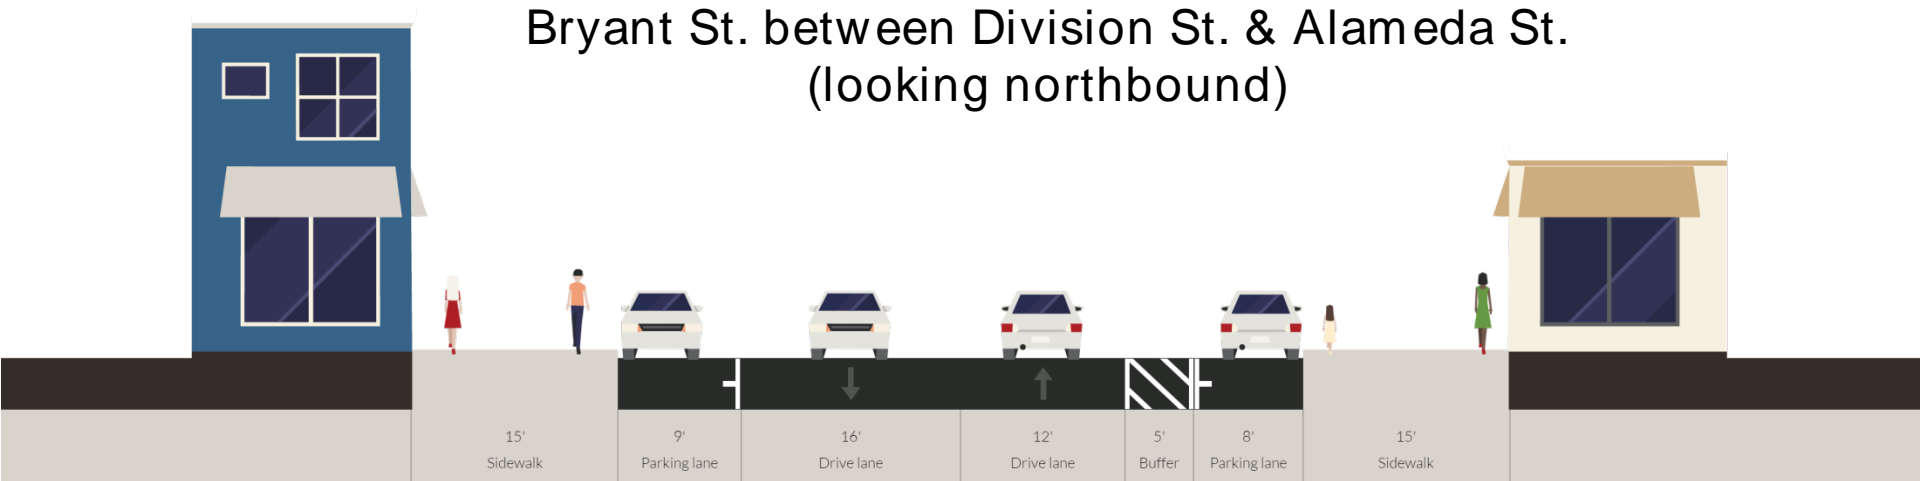 Bryant St. between Division St. & Alameda St.
(looking northbound)
15' 9' 16' 12' 5' 8' 15'
Sidewalk Parking lane Drive lane Drive lane Buffer Parking lane Sidewalk